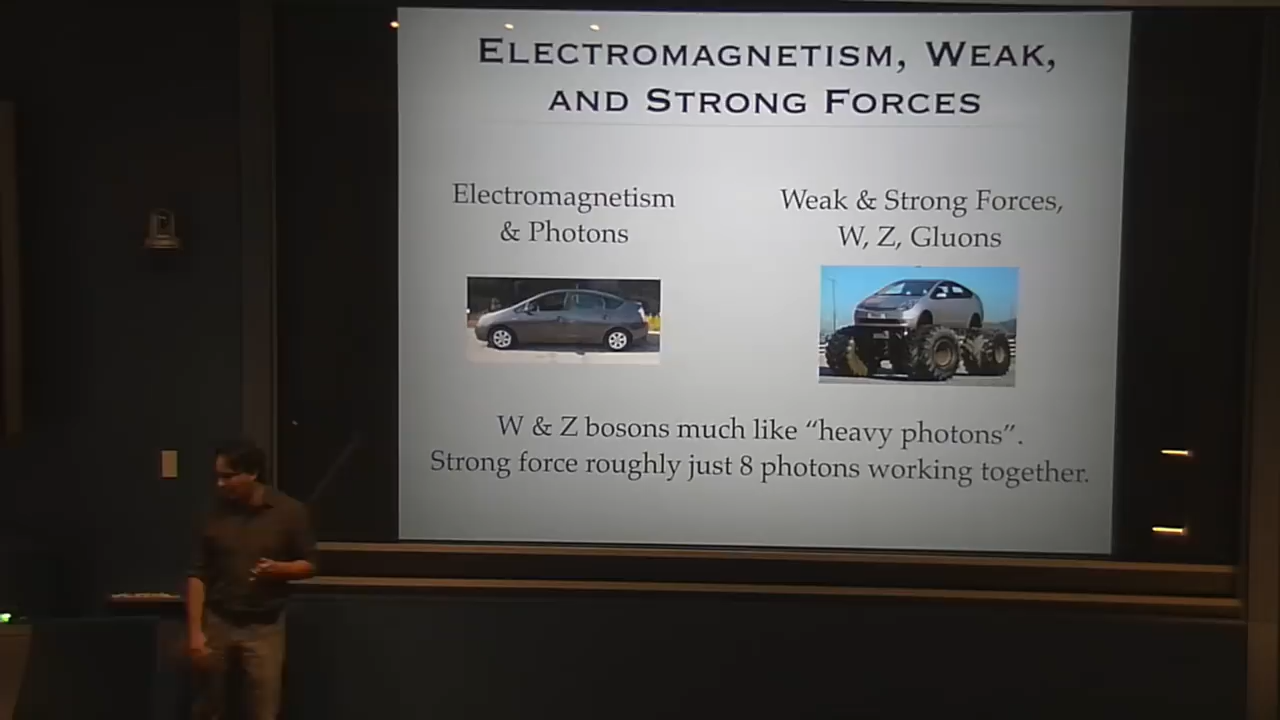 ELECTROMAGNETISM, WEAK,
AND STRONG FORCES
Electromagnetism
& Photons
Weak & Strong Forces,
W, Z, Gluons
W & Z bosons much like “heavy photons”.
Strong force roughly just 8 photons working together.